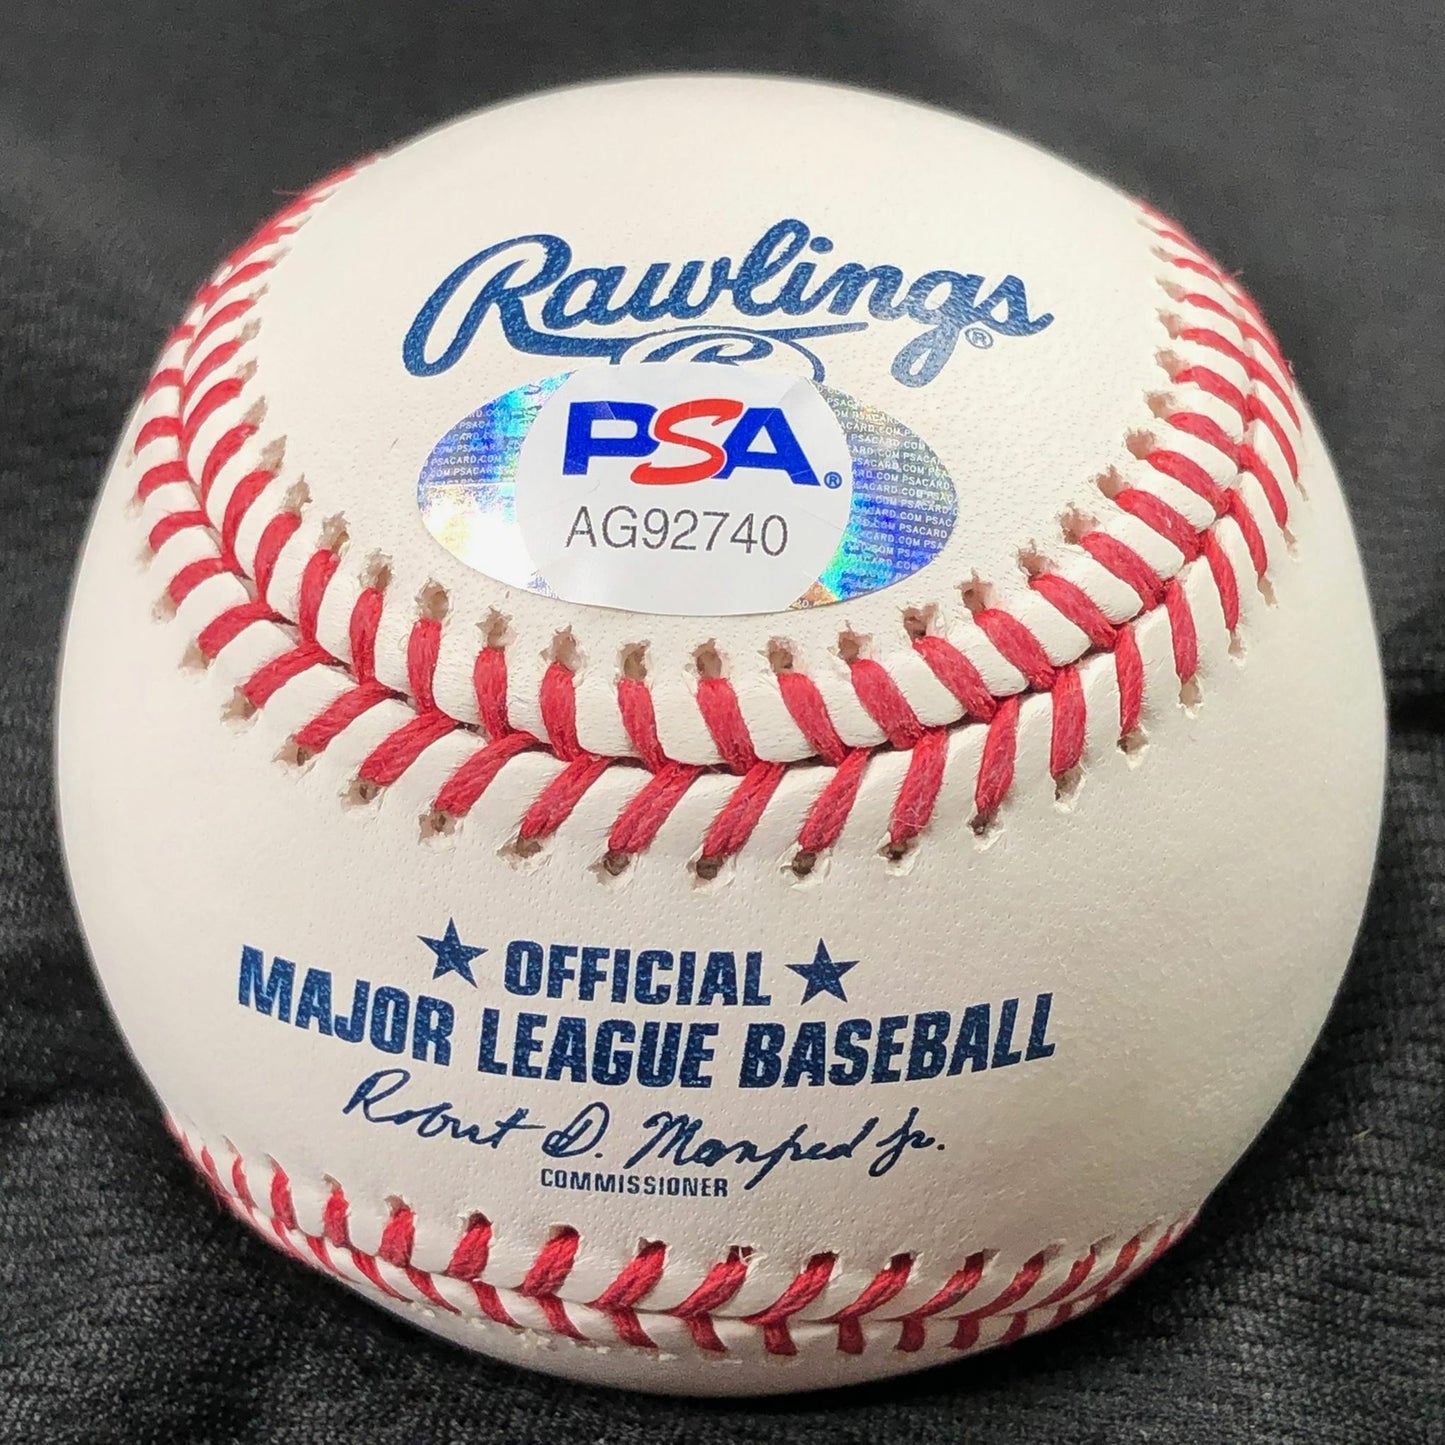 Rawlings®
PSA®
AG92740
★ OFFICIAL ★
MAJOR LEAGUE BASEBALL
Robert D. Manfred Jr.
COMMISSIONER